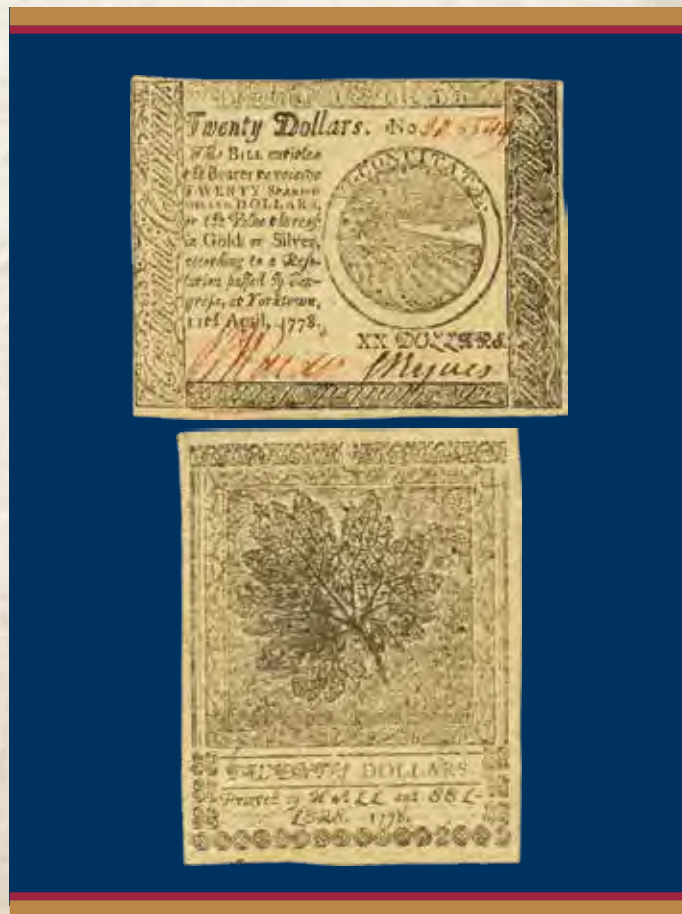 Twenty Dollars. No
This BILL entitles
the Bearer to receive
TWENTY SPANISH
DOLLARS,
or the Value thereof
in Gold or Silver,
according to a Reso-
lution passed by Con-
gress, at Yorktown,
11th April, 1778.
CONSTITATÆ
XX DOLLARS.
TWENTY DOLLARS
Printed by HALL and SEL-
LERS. 1778.